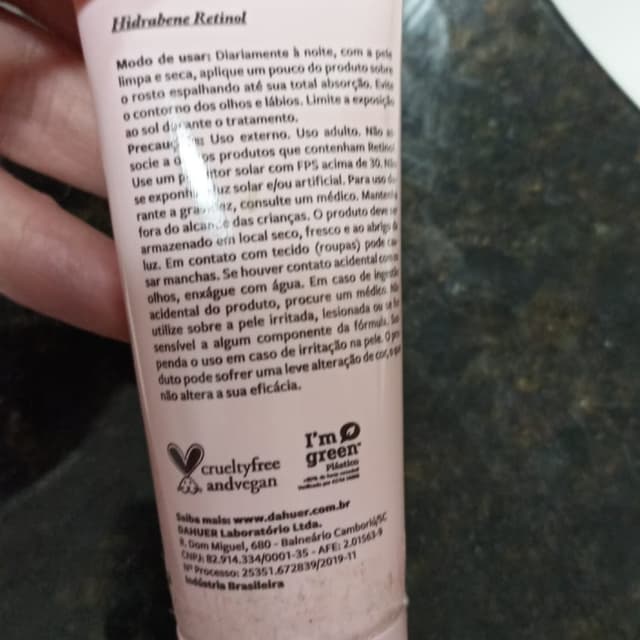 Hidrabene Retinol
Modo de usar: Diariamente à noite, com a pele
limpa e seca, aplique um pouco do produto sobre
o rosto espalhando até sua total absorção. Evite
o contorno dos olhos e lábios. Limite a exposição
ao sol durante o tratamento.
Uso externo. Uso adulto. Não as
socie a produtos que contenham Retinol
Use um solar com FPS acima de 30. Não
se exponha luz solar e/ou artificial. Para uso du
rante a consulte um médico. Mantenha
fora do alcance das crianças. O produto deve ser
armazenado em local seco, fresco e ao abrigo da
luz. Em contato com tecido (roupas) pode cau
sar manchas. Se houver contato acidental com os
olhos, enxágue com água. Em caso de ingestão
acidental do produto, procure um médico. Não
utilize sobre a pele irritada, lesionada ou se for
sensível a algum componente da fórmula. Sus
penda o uso em caso de irritação na pele. O pro
duto pode sofrer uma leve alteração de cor, o que
não altera a sua eficácia.
crueltyfree
andvegan
I'm
green™
Plástico
Saiba mais: www.dahuer.com.br
DAHUER Laboratório Ltda.
R. Dom Miguel, 680 - Balneário Camboriú/SC
CNPJ: 82.914.334/0001-35 - AFE: 2.01563-9
Nº Processo: 25351.672839/2019-11
Indústria Brasileira